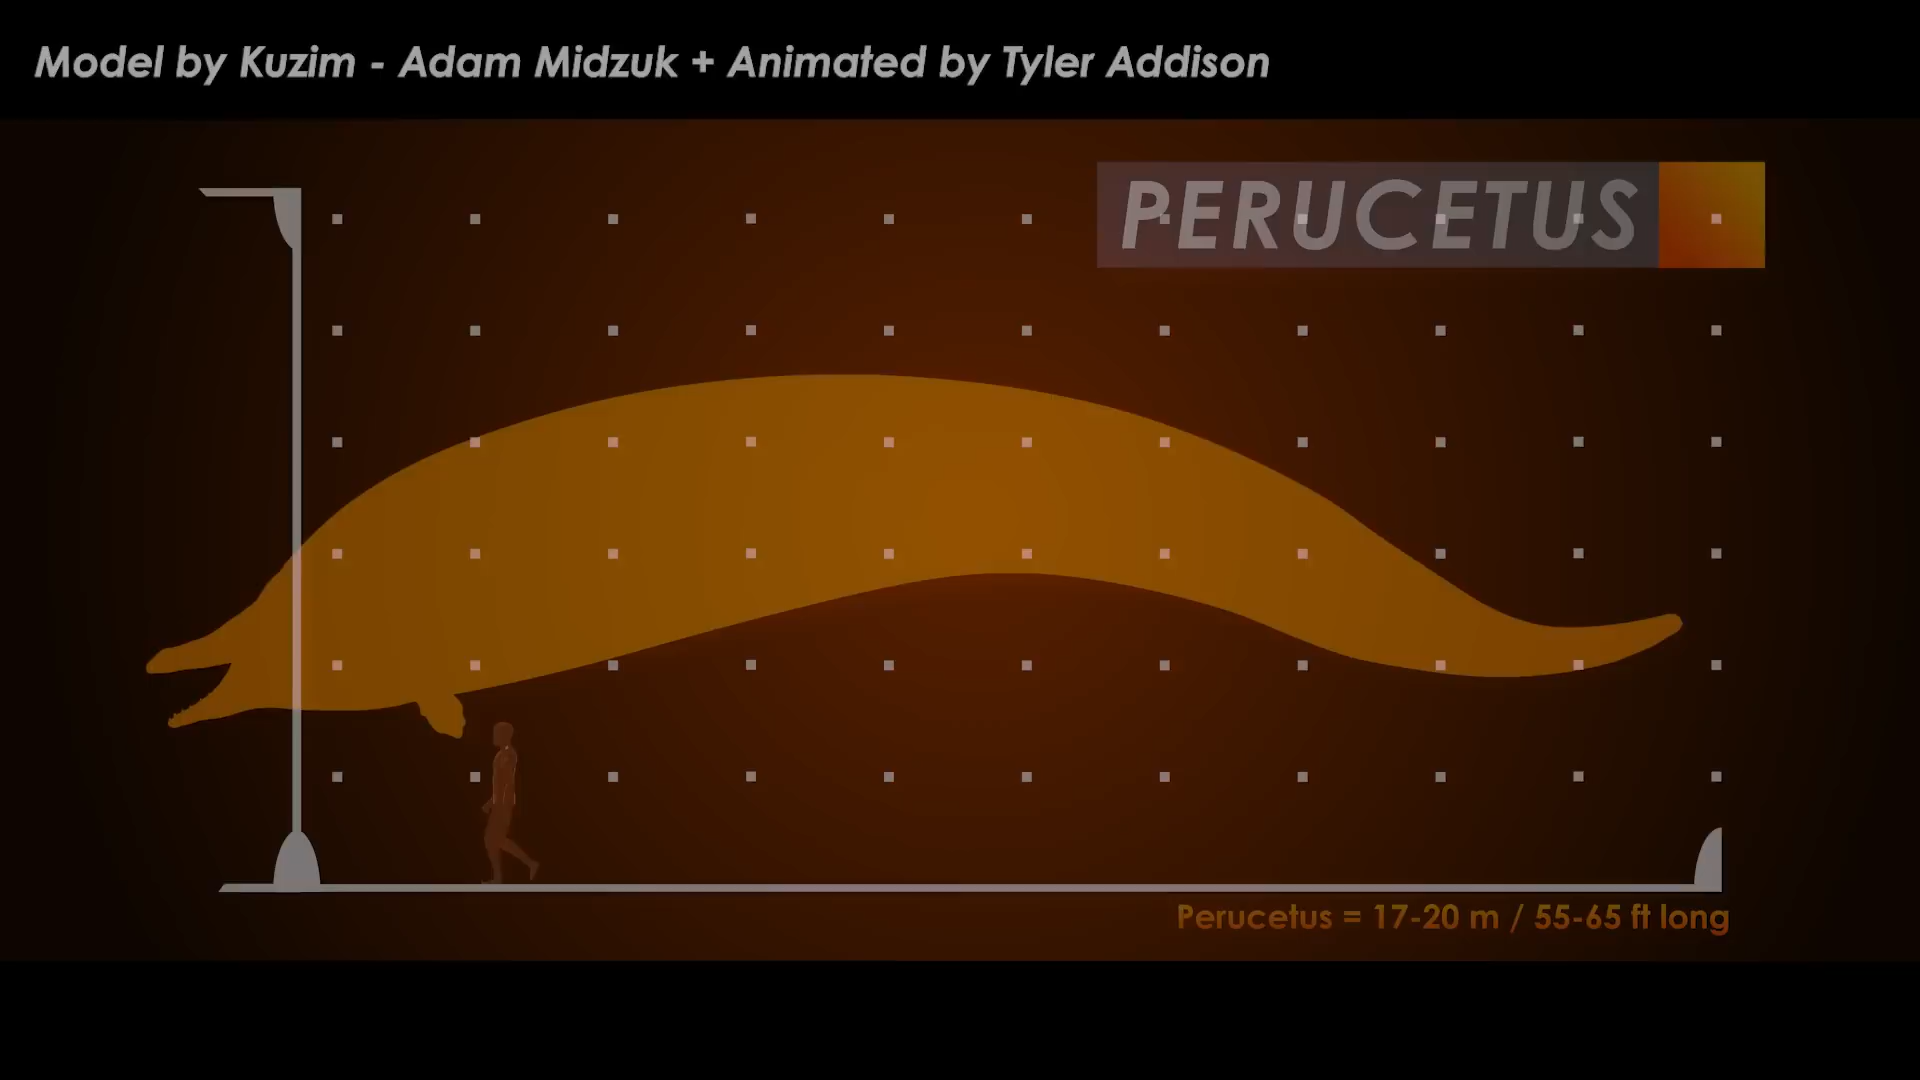 Model by Kuzim - Adam Midzuk + Animated by Tyler Addison
PERUCETUS
Perucetus = 17-20 m / 55-65 ft long